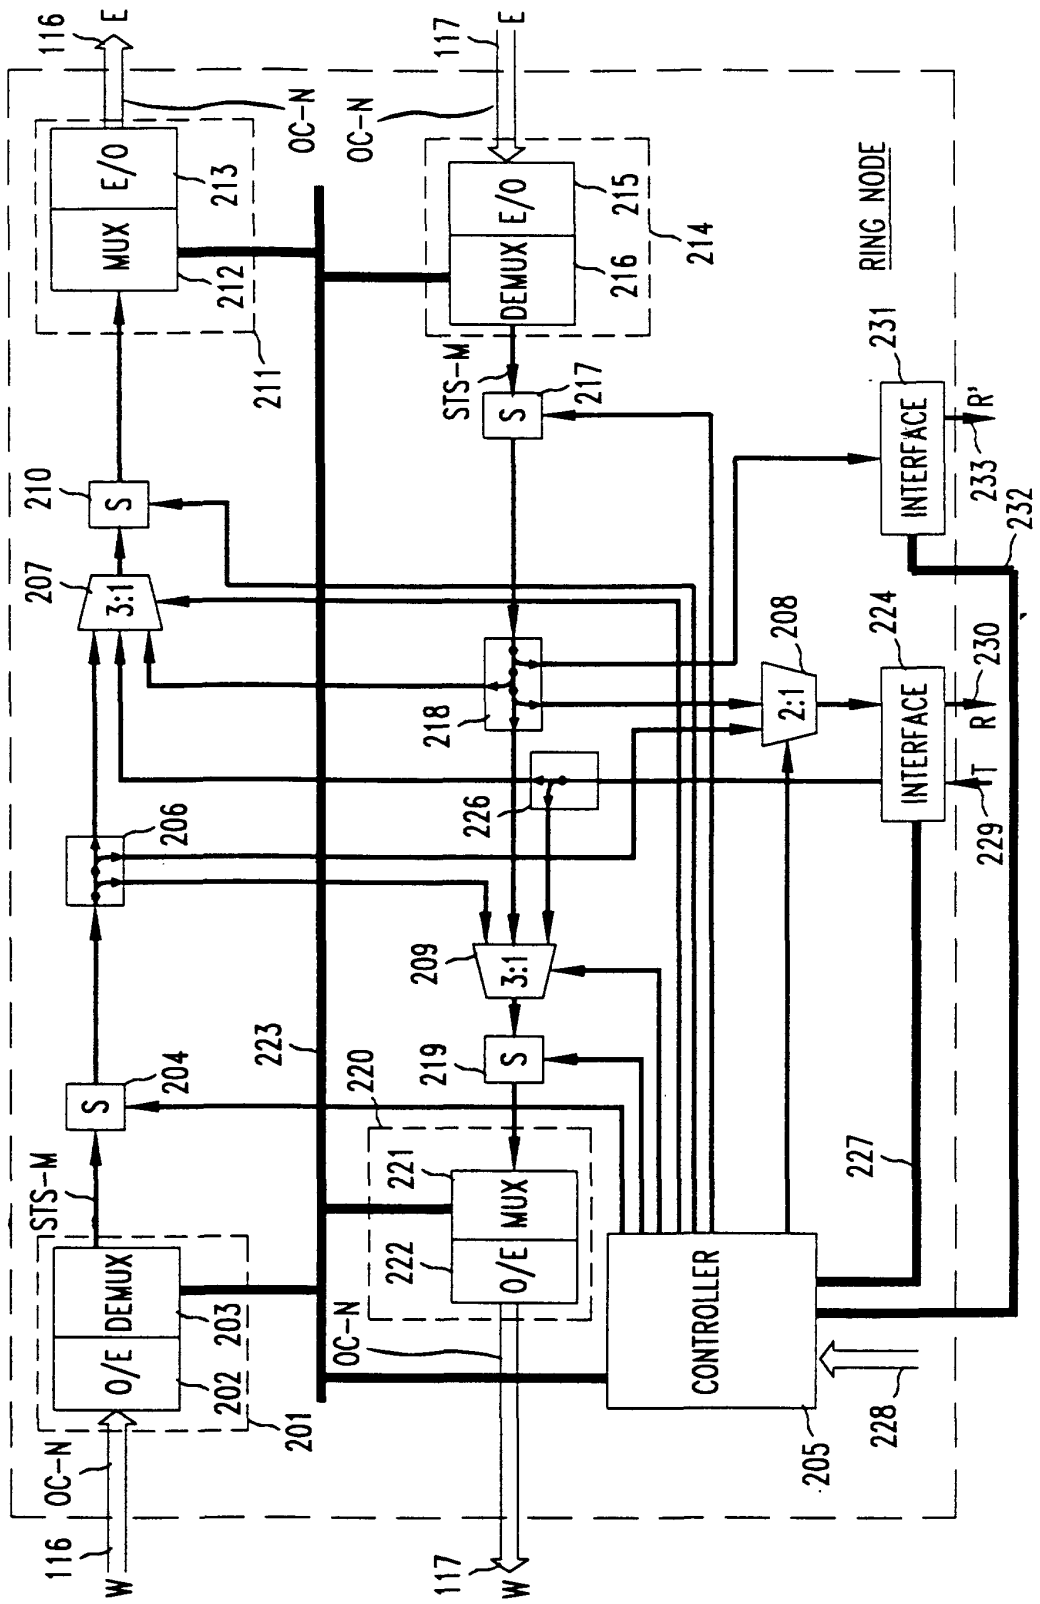 116
E
OC-N
E/O
213
MUX
212
211
210
S
207
3:1
206
204
S
STS-M
DEMUX
203
O/E
202
201
OC-N
116
W
117
E
OC-N
E/O
215
DEMUX
216
214
STS-M
S
217
218
226
209
3:1
219
S
223
220
221
MUX
222
O/E
OC-N
117
W
RING NODE
231
INTERFACE
R'
233
232
208
2:1
224
INTERFACE
230
R
T
229
227
CONTROLLER
205
228